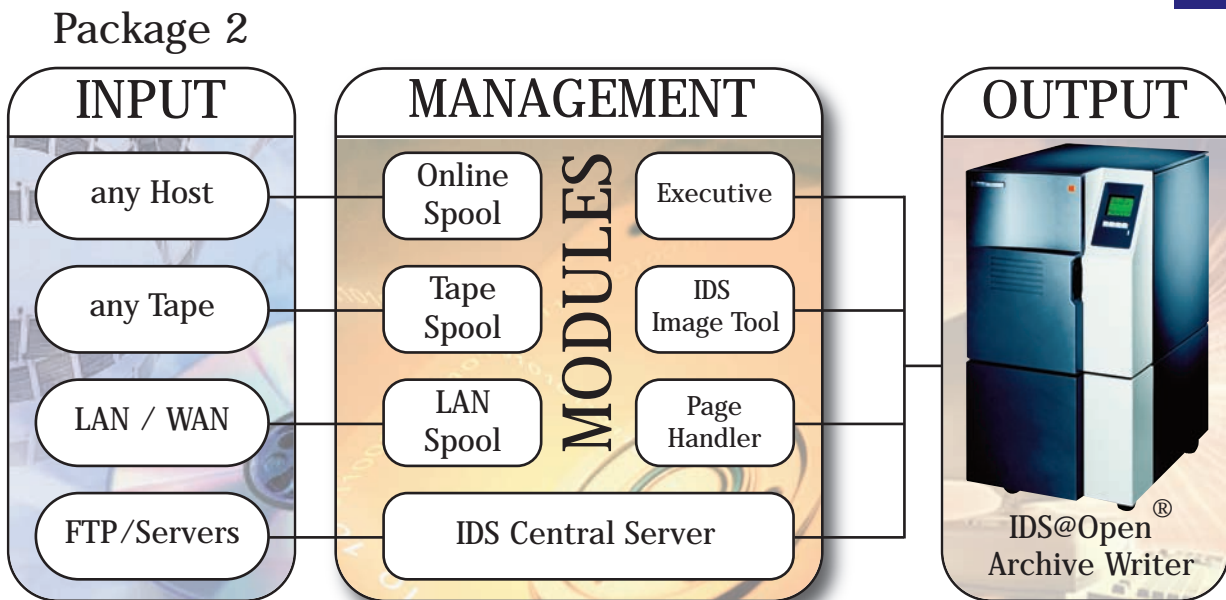 Package 2
INPUT
any Host
any Tape
LAN / WAN
FTP/Servers
MANAGEMENT
MODULES
Online
Spool
Tape
Spool
LAN
Spool
Executive
IDS
Image Tool
Page
Handler
IDS Central Server
OUTPUT
IDS@Open®
Archive Writer